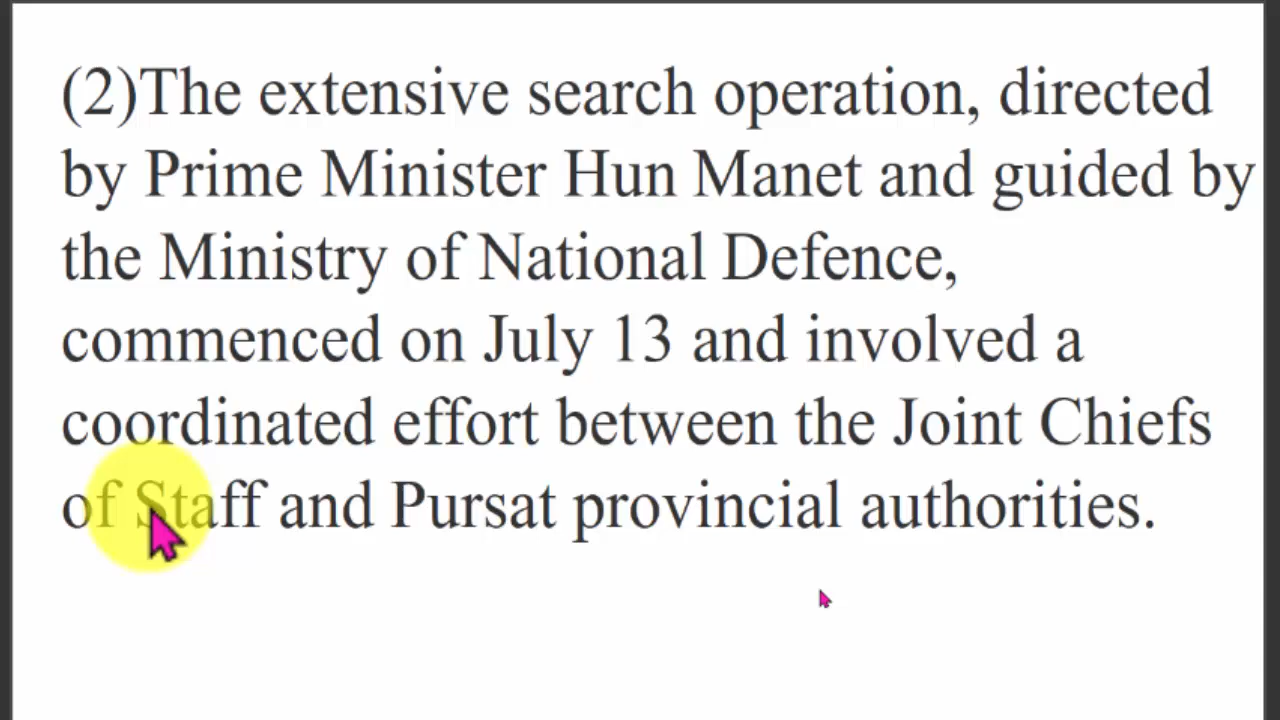 (2)The extensive search operation, directed
by Prime Minister Hun Manet and guided by
the Ministry of National Defence,
commenced on July 13 and involved a
coordinated effort between the Joint Chiefs
of Staff and Pursat provincial authorities.